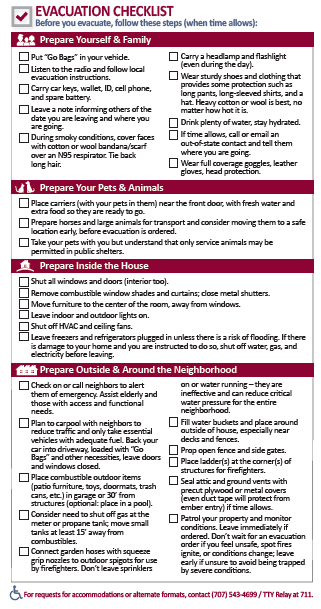 EVACUATION CHECKLIST
Before you evacuate, follow these steps (when time allows):
Prepare Yourself & Family
Put "Go Bags" in your vehicle.
Listen to the radio and follow local
evacuation instructions.
Carry car keys, wallet, ID, cell phone,
and spare battery.
Leave a note informing others of the
date you are leaving and where you
are going.
During smoky conditions, cover faces
with cotton or wool bandana/scarf
over an N95 respirator. Tie back
long hair.
Carry a headlamp and flashlight
(even during the day).
Wear sturdy shoes and clothing that
provides some protection such as
long pants, long-sleeved shirts, and a
hat. Heavy cotton or wool is best, no
matter how hot it is!
Drink plenty of water, stay hydrated.
If time allows, call or email an
out-of-state contact and tell them
where you are going.
Wear full coverage goggles, leather
gloves, head protection.
Prepare Your Pets & Animals
Place carriers (with your pets in them) near the front door, with fresh water and
extra food so they are ready to go.
Prepare horses and large animals for transport and consider moving them to a safe
location early, before evacuation is ordered.
Take your pets with you but understand that only service animals may be
permitted in public shelters.
Prepare Inside the House
Shut all windows and doors (interior too).
Remove combustible window shades and curtains; close metal shutters.
Move furniture to the center of the room, away from windows.
Leave indoor and outdoor lights on.
Shut off HVAC and ceiling fans.
Leave freezers and refrigerators plugged in unless there is a risk of flooding. If there
is damage to your home and you are instructed to do so, shut off water, gas, and
electricity before leaving.
Prepare Outside & Around the Neighborhood
Check on or call neighbors to alert
them of emergency. Assist elderly and
those with access and functional
needs.
Plan to carpool with neighbors to
reduce traffic and only take essential
vehicles with adequate fuel. Back your
car into driveway, loaded with "Go
Bags" and other necessities, leave doors
and windows closed.
Place combustible outdoor items
(patio furniture, toys, doormats, trash
cans, etc.) in garage or 30' from
structures (optional: place in a pool).
Consider need to shut off gas at the
meter or propane tank; move small
tanks at least 15' away from
combustibles.
Connect garden hoses with squeeze
grip nozzles to outdoor spigots for use
by firefighters. Don't leave sprinklers
on or water running – they are
ineffective and can reduce critical
water pressure for the entire
neighborhood.
Fill water buckets and place around
outside of house, especially near
decks and fences.
Prop open fence and side gates.
Place ladder(s) at the corner(s) of
structures for firefighters.
Seal attic and ground vents with
precut plywood or metal covers
(even duct tape will protect from
ember entry) if time allows.
Patrol your property and monitor
conditions. Leave immediately if
ordered. Don't wait for an evacuation
order if you feel unsafe, spot fires
ignite, or conditions change; leave
early if unsure to avoid being trapped
by severe conditions.
For requests for accommodations or alternate formats, contact (707) 543-4699 / TTY Relay at 711.